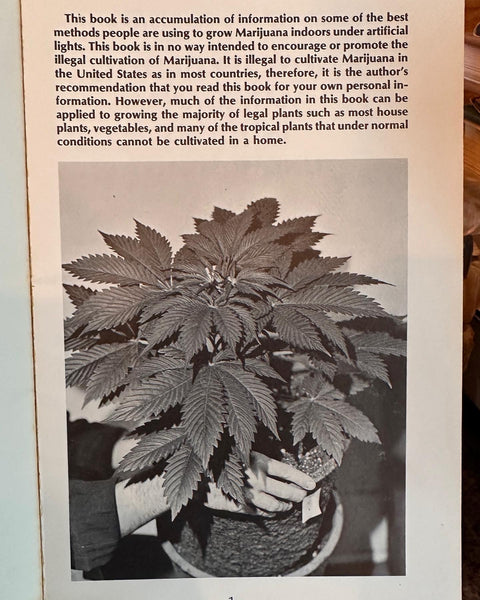 This book is an accumulation of information on some of the best
methods people are using to grow Marijuana indoors under artificial
lights. This book is in no way intended to encourage or promote the
illegal cultivation of Marijuana. It is illegal to cultivate Marijuana in
the United States as in most countries, therefore, it is the author's
recommendation that you read this book for your own personal in-
formation. However, much of the information in this book can be
applied to growing the majority of legal plants such as most house
plants, vegetables, and many of the tropical plants that under normal
conditions cannot be cultivated in a home.